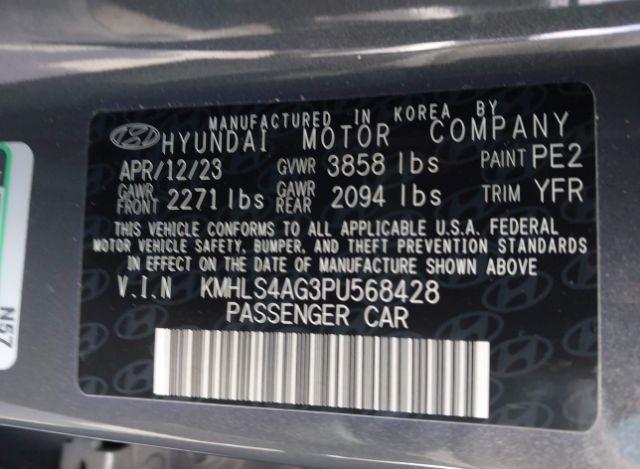 MANUFACTURED IN KOREA BY
HYUNDAI MOTOR COMPANY
APR/12/23 GVWR 3858 lbs PAINT PE2
GAWR FRONT 2271 lbs GAWR REAR 2094 lbs TRIM YFR
THIS VEHICLE CONFORMS TO ALL APPLICABLE U.S.A. FEDERAL
MOTOR VEHICLE SAFETY, BUMPER, AND THEFT PREVENTION STANDARDS
IN EFFECT ON THE DATE OF MANUFACTURE SHOWN ABOVE
V.I.N KMHLS4AG3PU568428
PASSENGER CAR
N57